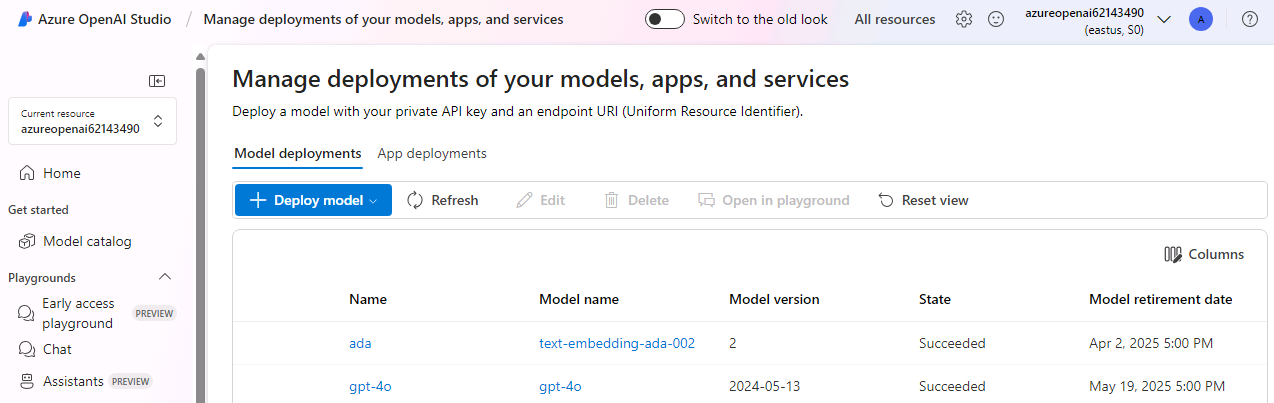 Azure OpenAI Studio / Manage deployments of your models, apps, and services
Switch to the old look
All resources
azureopenai62143490
(eastus, S0)
A
Current resource
azureopenai62143490
Home
Get started
Model catalog
Playgrounds
Early access playground PREVIEW
Chat
Assistants PREVIEW
Manage deployments of your models, apps, and services
Deploy a model with your private API key and an endpoint URI (Uniform Resource Identifier).
Model deployments App deployments
+ Deploy model Refresh Edit Delete Open in playground Reset view
Columns
Name Model name Model version State Model retirement date
ada text-embedding-ada-002 2 Succeeded Apr 2, 2025 5:00 PM
gpt-4o gpt-4o 2024-05-13 Succeeded May 19, 2025 5:00 PM